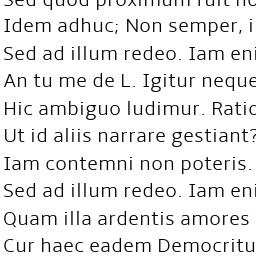 Sed quod proximum fuit no
Idem adhuc; Non semper, i
Sed ad illum redeo. Iam eni
An tu me de L. Igitur neque
Hic ambiguo ludimur. Ratio
Ut id aliis narrare gestiant?
Iam contemni non poteris.
Sed ad illum redeo. Iam eni
Quam illa ardentis amores
Cur haec eadem Democritu